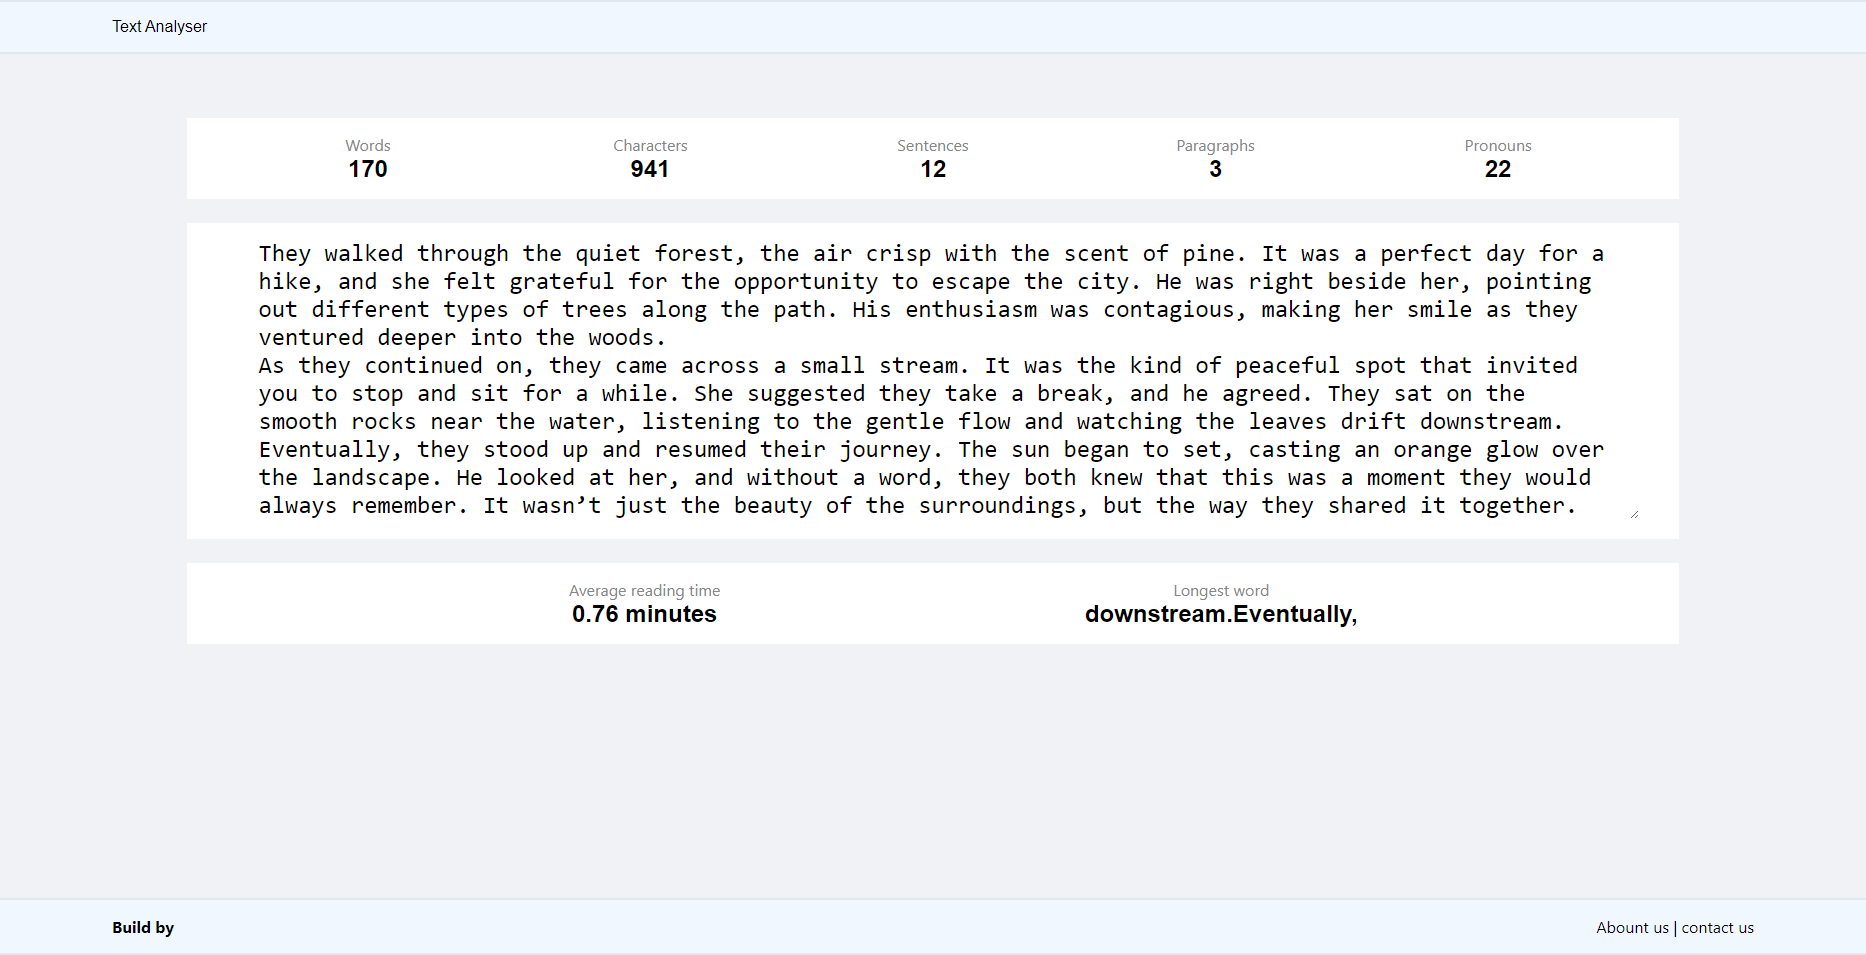 Text Analyser
Words
170
Characters
941
Sentences
12
Paragraphs
3
Pronouns
22
They walked through the quiet forest, the air crisp with the scent of pine. It was a perfect day for a
hike, and she felt grateful for the opportunity to escape the city. He was right beside her, pointing
out different types of trees along the path. His enthusiasm was contagious, making her smile as they
ventured deeper into the woods.
As they continued on, they came across a small stream. It was the kind of peaceful spot that invited
you to stop and sit for a while. She suggested they take a break, and he agreed. They sat on the
smooth rocks near the water, listening to the gentle flow and watching the leaves drift downstream.
Eventually, they stood up and resumed their journey. The sun began to set, casting an orange glow over
the landscape. He looked at her, and without a word, they both knew that this was a moment they would
always remember. It wasn’t just the beauty of the surroundings, but the way they shared it together.
Average reading time
0.76 minutes
Longest word
downstream.Eventually,
Build by
Abount us | contact us